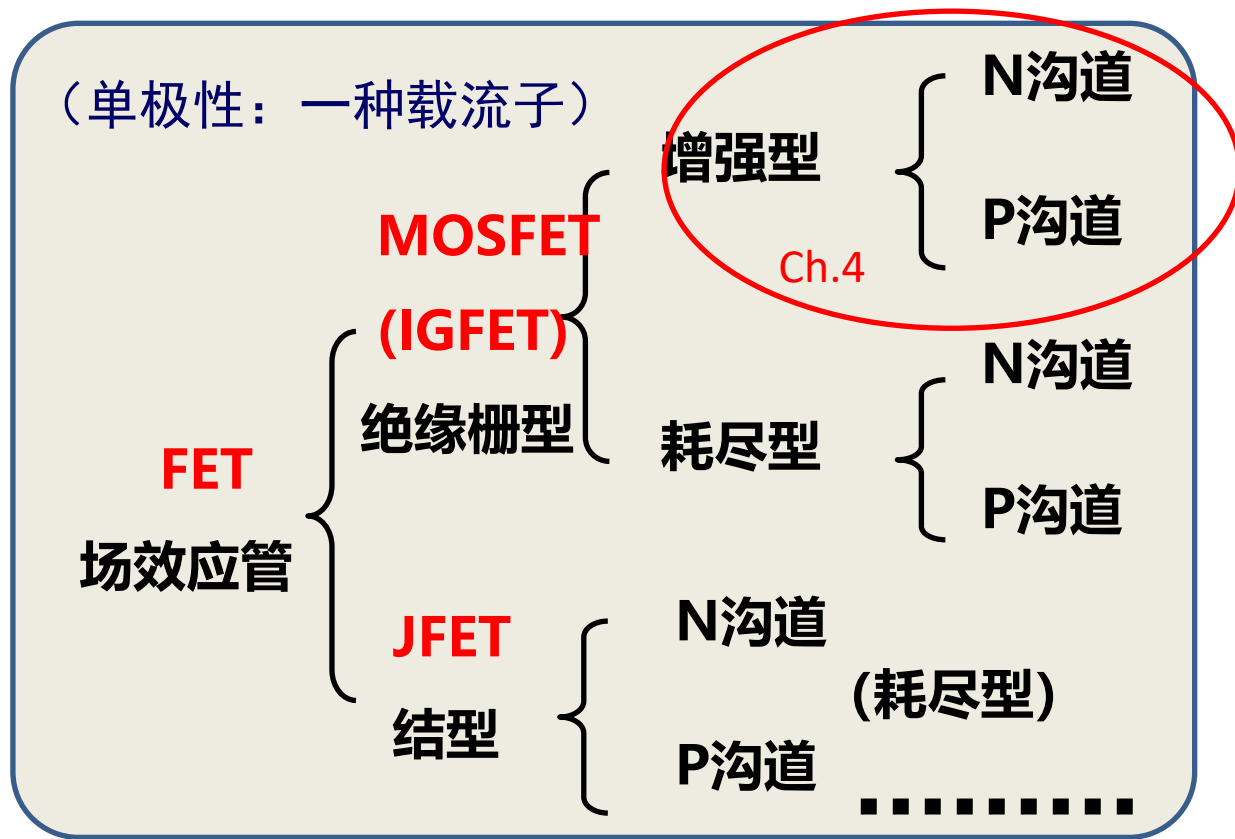 （单极性：一种载流子）
N沟道
增强型
P沟道
MOSFET
Ch.4
(IGFET)
绝缘栅型
N沟道
耗尽型
P沟道
FET
场效应管
JFET
结型
N沟道
(耗尽型)
P沟道